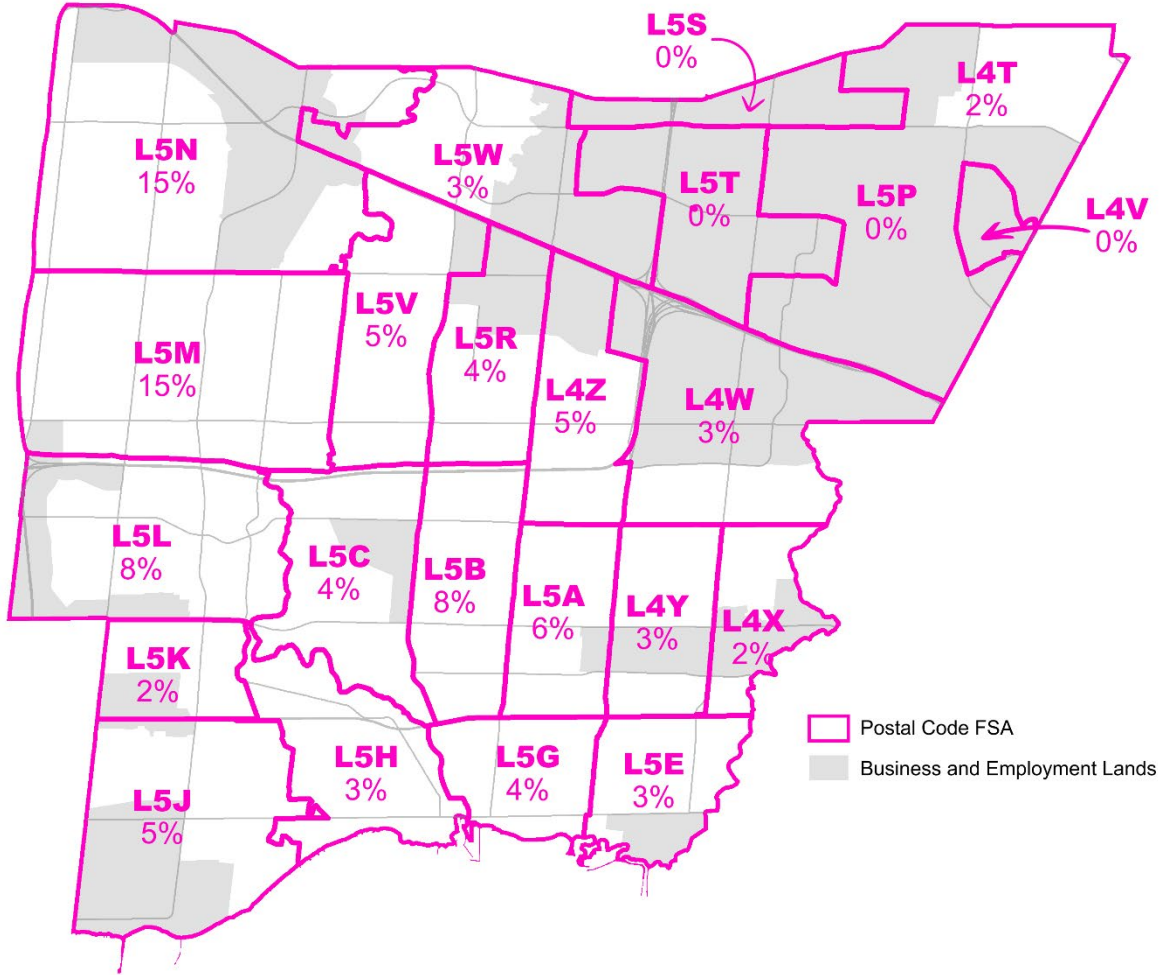 L5S
0%
L4T
2%
L5N
15%
L5W
3%
L5T
0%
L5P
0%
L4V
0%
L5V
5%
L5R
4%
L5M
15%
L4Z
5%
L4W
3%
L5L
8%
L5C
4%
L5B
8%
L5A
6%
L4Y
3%
L4X
2%
L5K
2%
L5H
3%
L5G
4%
L5E
3%
L5J
5%
Postal Code FSA
Business and Employment Lands